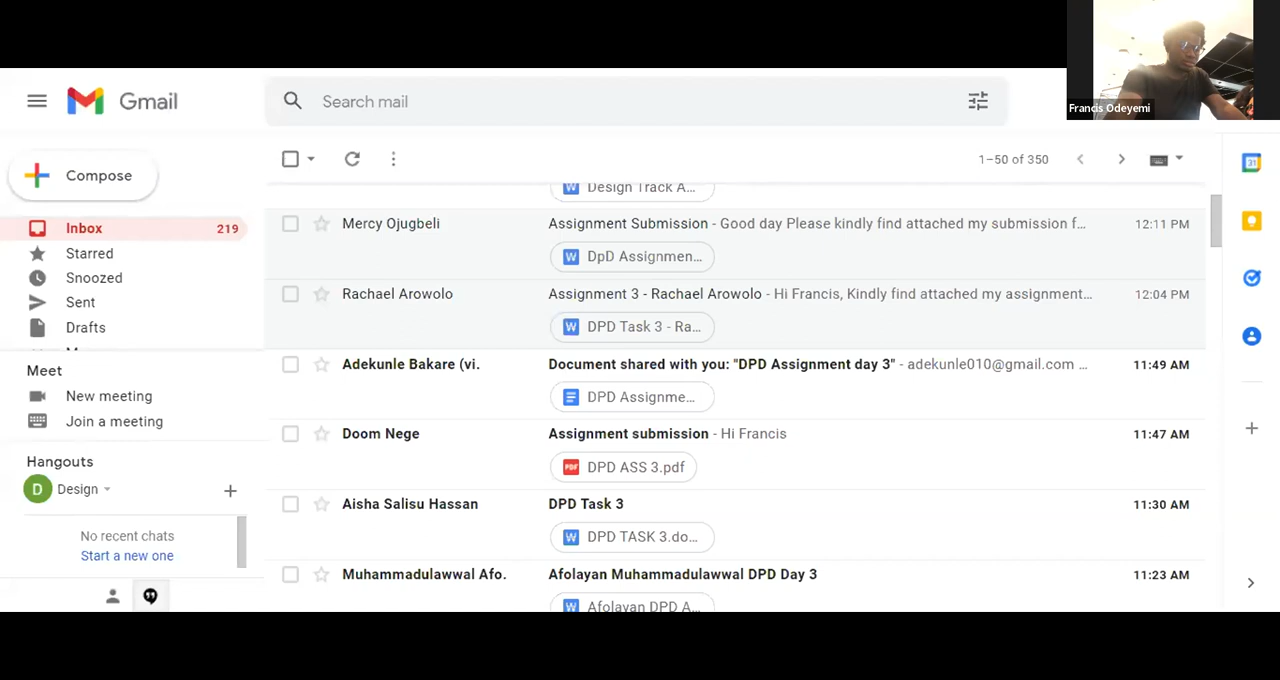 Francis Odeyemi
Gmail
Search mail
1–50 of 350
31
Compose
Inbox 219
Starred
Snoozed
Sent
Drafts
Meet
New meeting
Join a meeting
Hangouts
D Design
No recent chats
Start a new one
W Design Track A...
Mercy Ojugbeli Assignment Submission - Good day Please kindly find attached my submission f... 12:11 PM
W DpD Assignmen...
Rachael Arowolo Assignment 3 - Rachael Arowolo - Hi Francis, Kindly find attached my assignment... 12:04 PM
W DPD Task 3 - Ra...
Adekunle Bakare (vi. Document shared with you: "DPD Assignment day 3" - adekunle010@gmail.com ... 11:49 AM
DPD Assignme...
Doom Nege Assignment submission - Hi Francis 11:47 AM
PDF DPD ASS 3.pdf
Aisha Salisu Hassan DPD Task 3 11:30 AM
W DPD TASK 3.do...
Muhammadulawwal Afo. Afolayan Muhammadulawwal DPD Day 3 11:23 AM
W Afolayan DPD A...